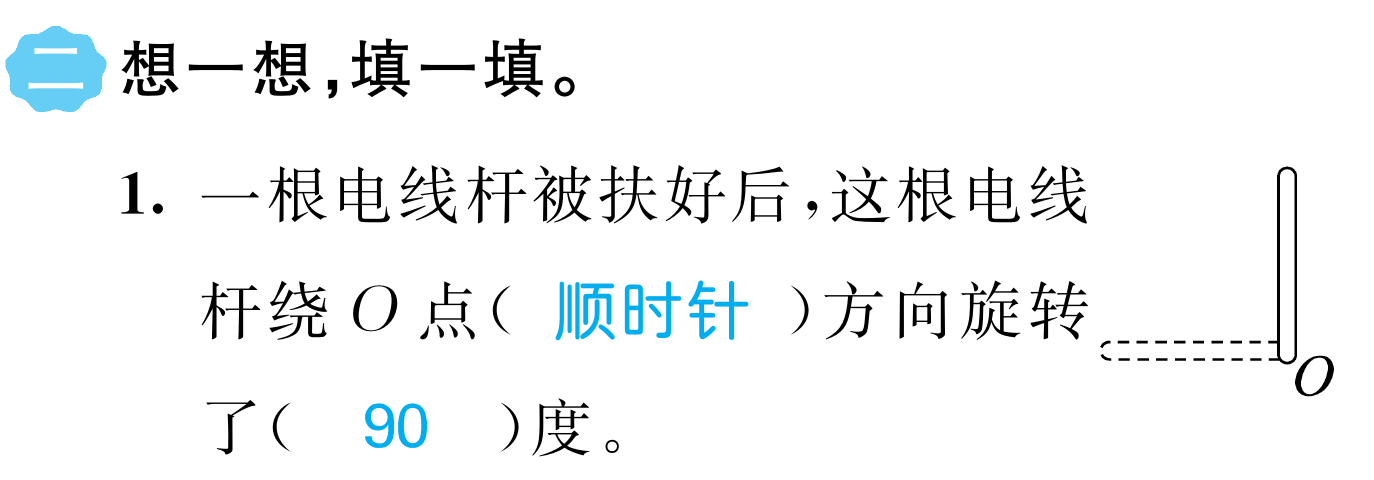 二 想一想,填一填。
1. 一根电线杆被扶好后,这根电线
杆绕 O 点( 顺时针 )方向旋转
了( 90 )度。
O